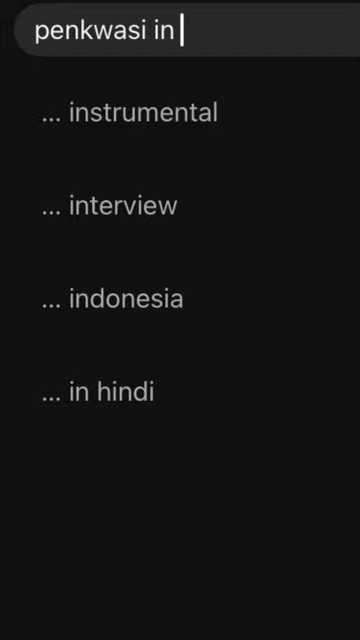 penkwasi in
... instrumental
... interview
... indonesia
... in hindi